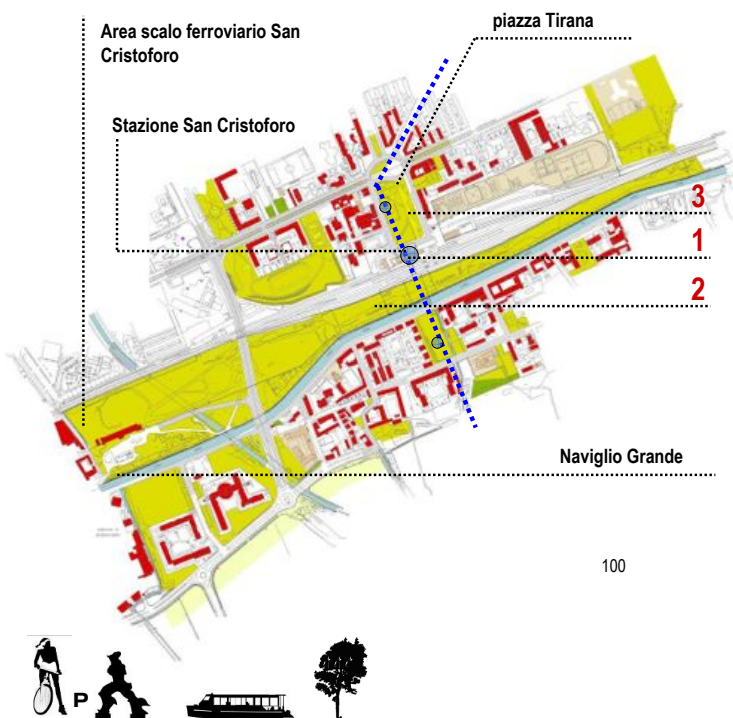 Area scalo ferroviario San
Cristoforo
piazza Tirana
Stazione San Cristoforo
3
1
2
Naviglio Grande
100
P